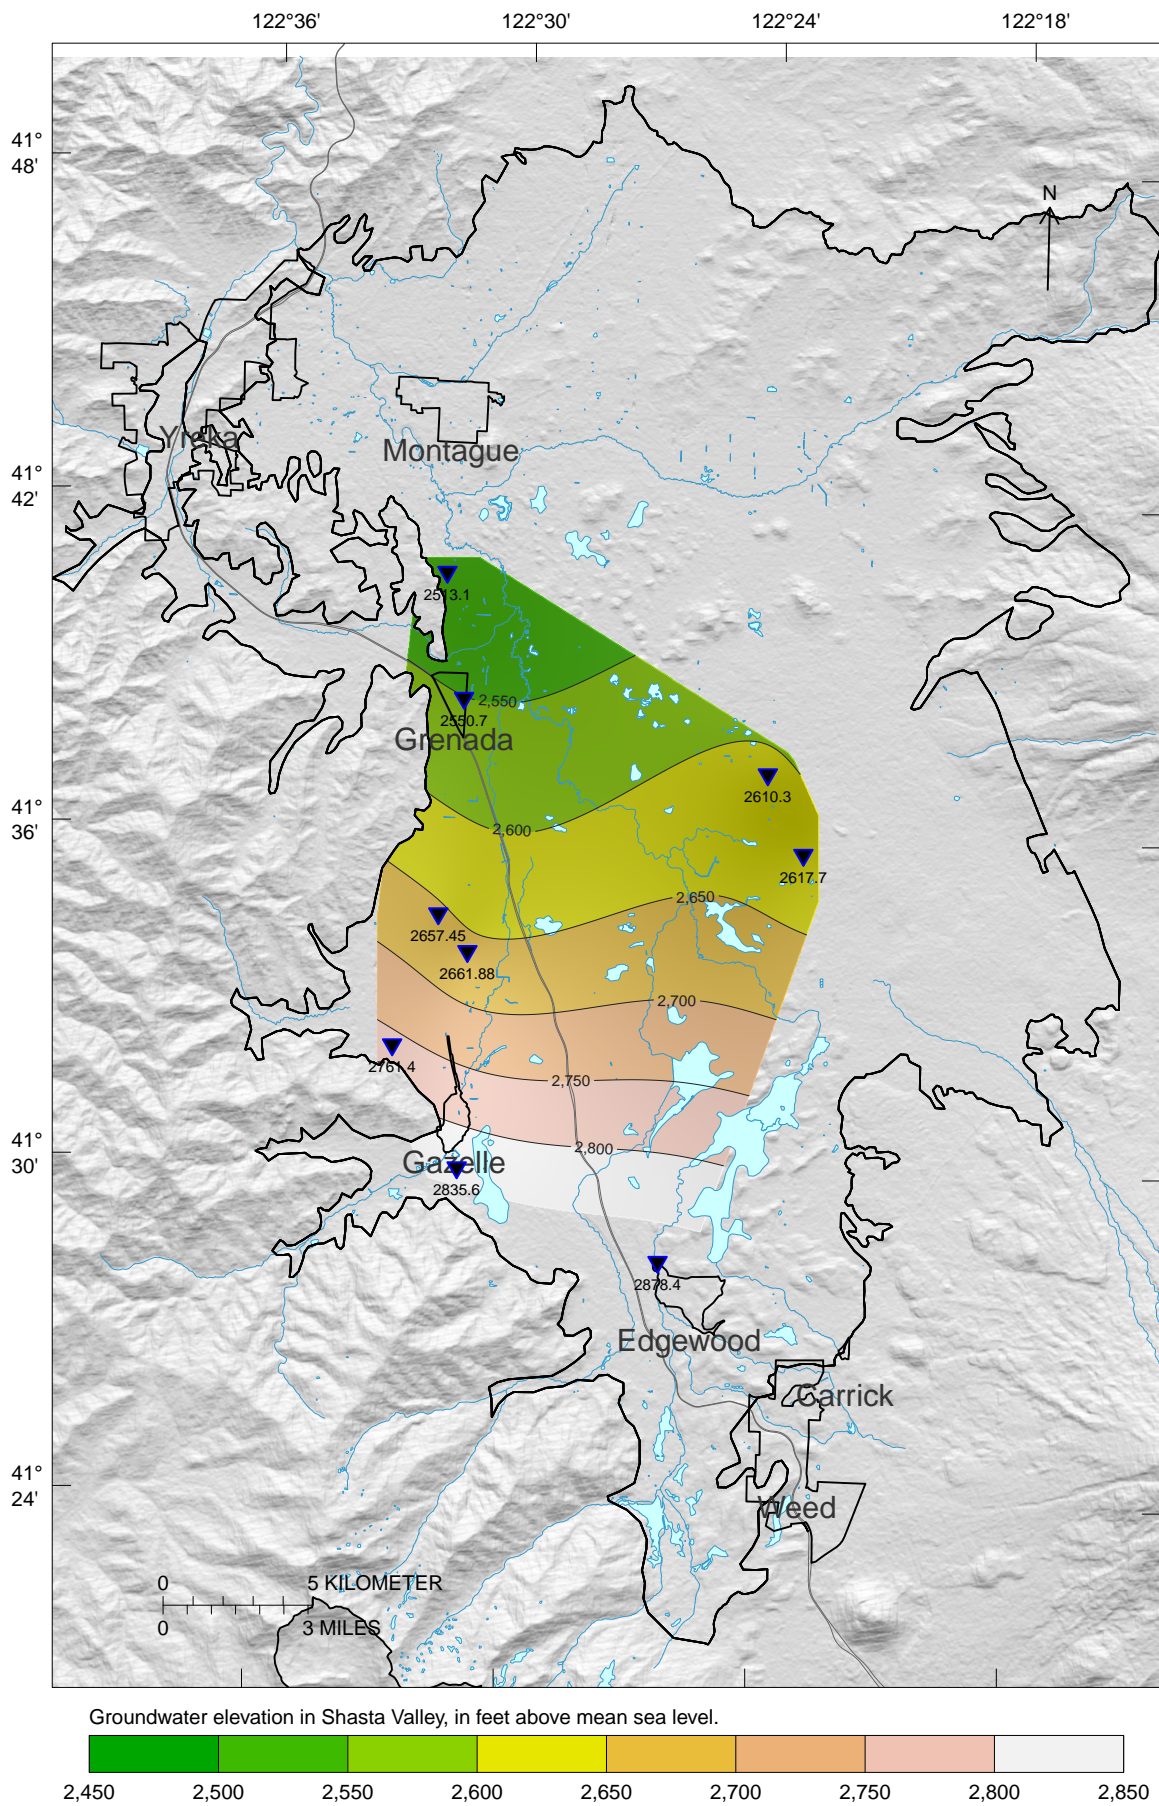 122°36' 122°30' 122°24' 122°18'
41°
48'
N
Yreka
Montague
41°
42'
2513.1
2,550
2550.7
Grenada
2610.3
41°
36'
2,600
2617.7
2,650
2657.45
2661.88
2,700
2761.4
2,750
41°
30'
2,800
Gazelle
2835.6
2878.4
Edgewood
Carrick
41°
24'
Weed
0 5 KILOMETER
0 3 MILES
Groundwater elevation in Shasta Valley, in feet above mean sea level.
2,450 2,500 2,550 2,600 2,650 2,700 2,750 2,800 2,850